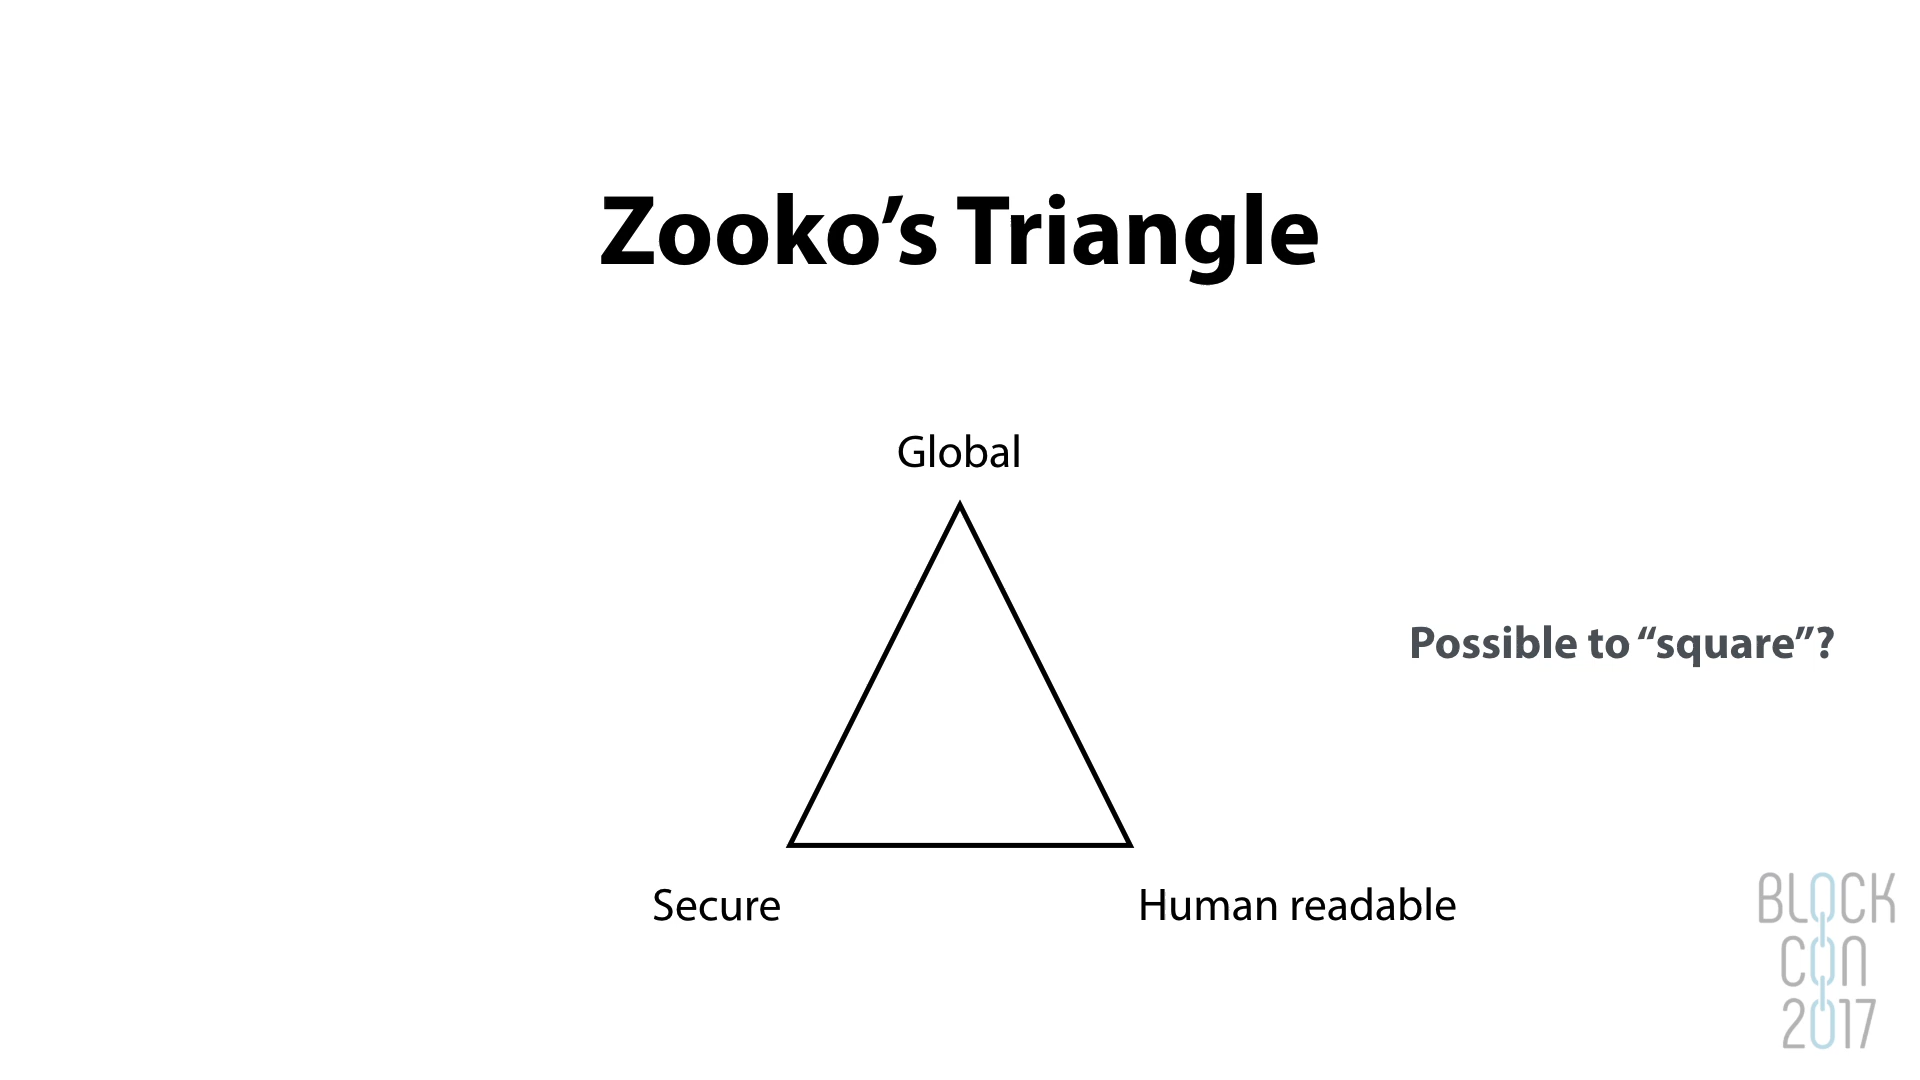 Zooko’s Triangle
Global
Possible to “square”?
Secure
Human readable
BLOCK
CON
2017